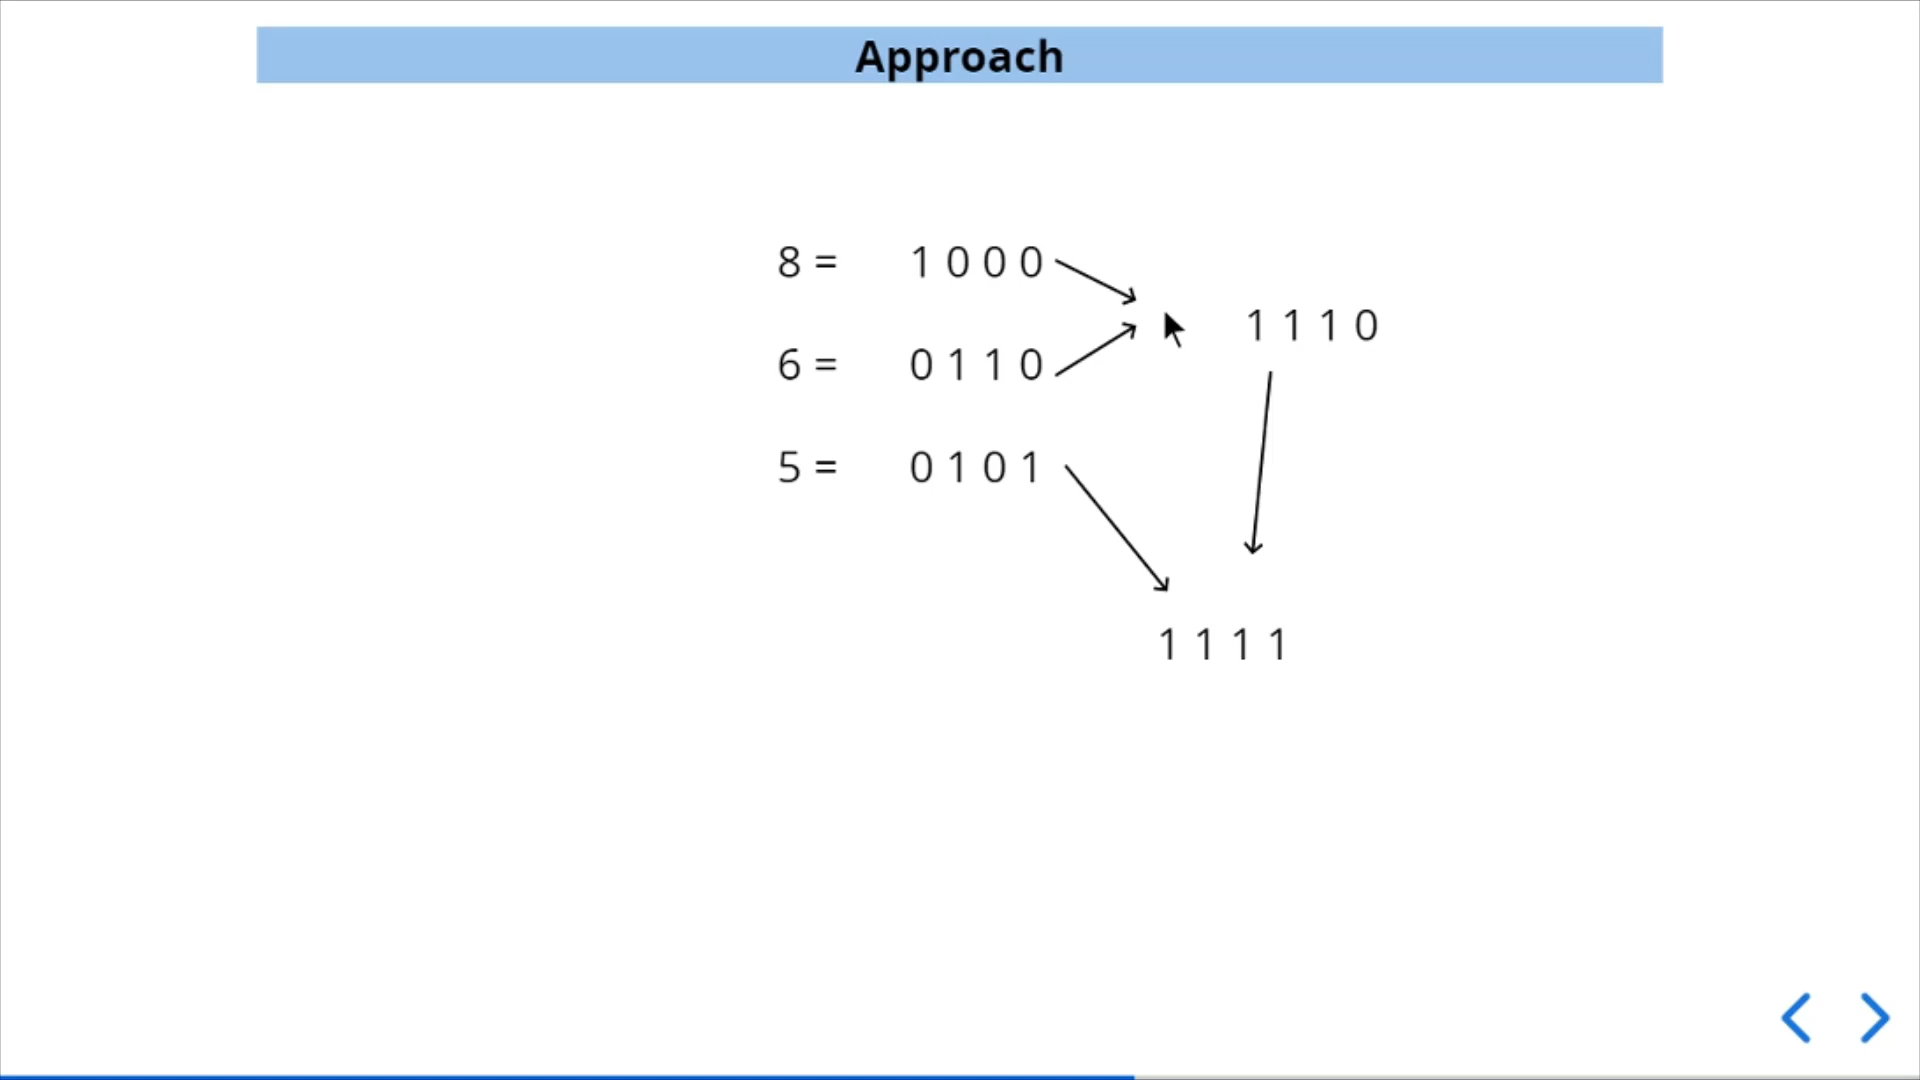 Approach
8 = 1 0 0 0
1 1 1 0
6 = 0 1 1 0
5 = 0 1 0 1
1 1 1 1